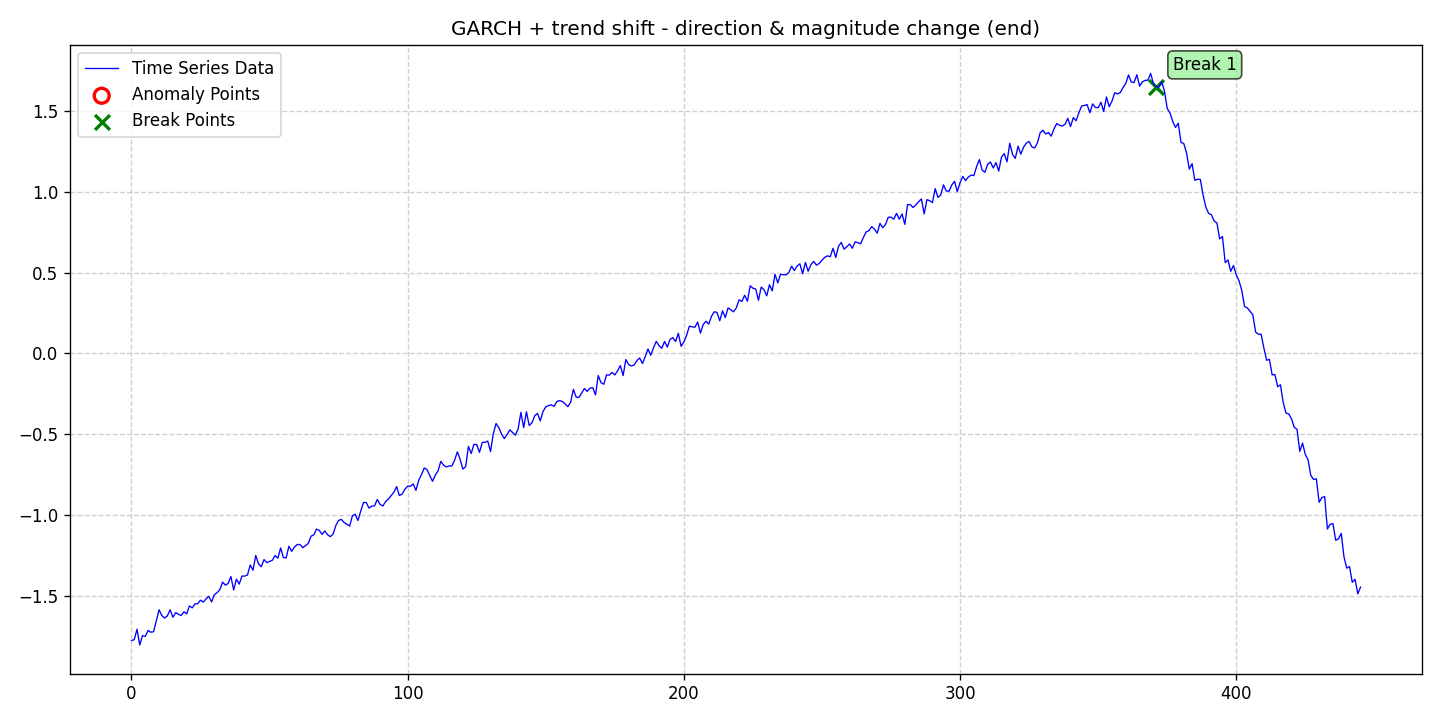 GARCH + trend shift - direction & magnitude change (end)
Time Series Data
Anomaly Points
Break Points
Break 1
1.5
1.0
0.5
0.0
−0.5
−1.0
−1.5
0
100
200
300
400